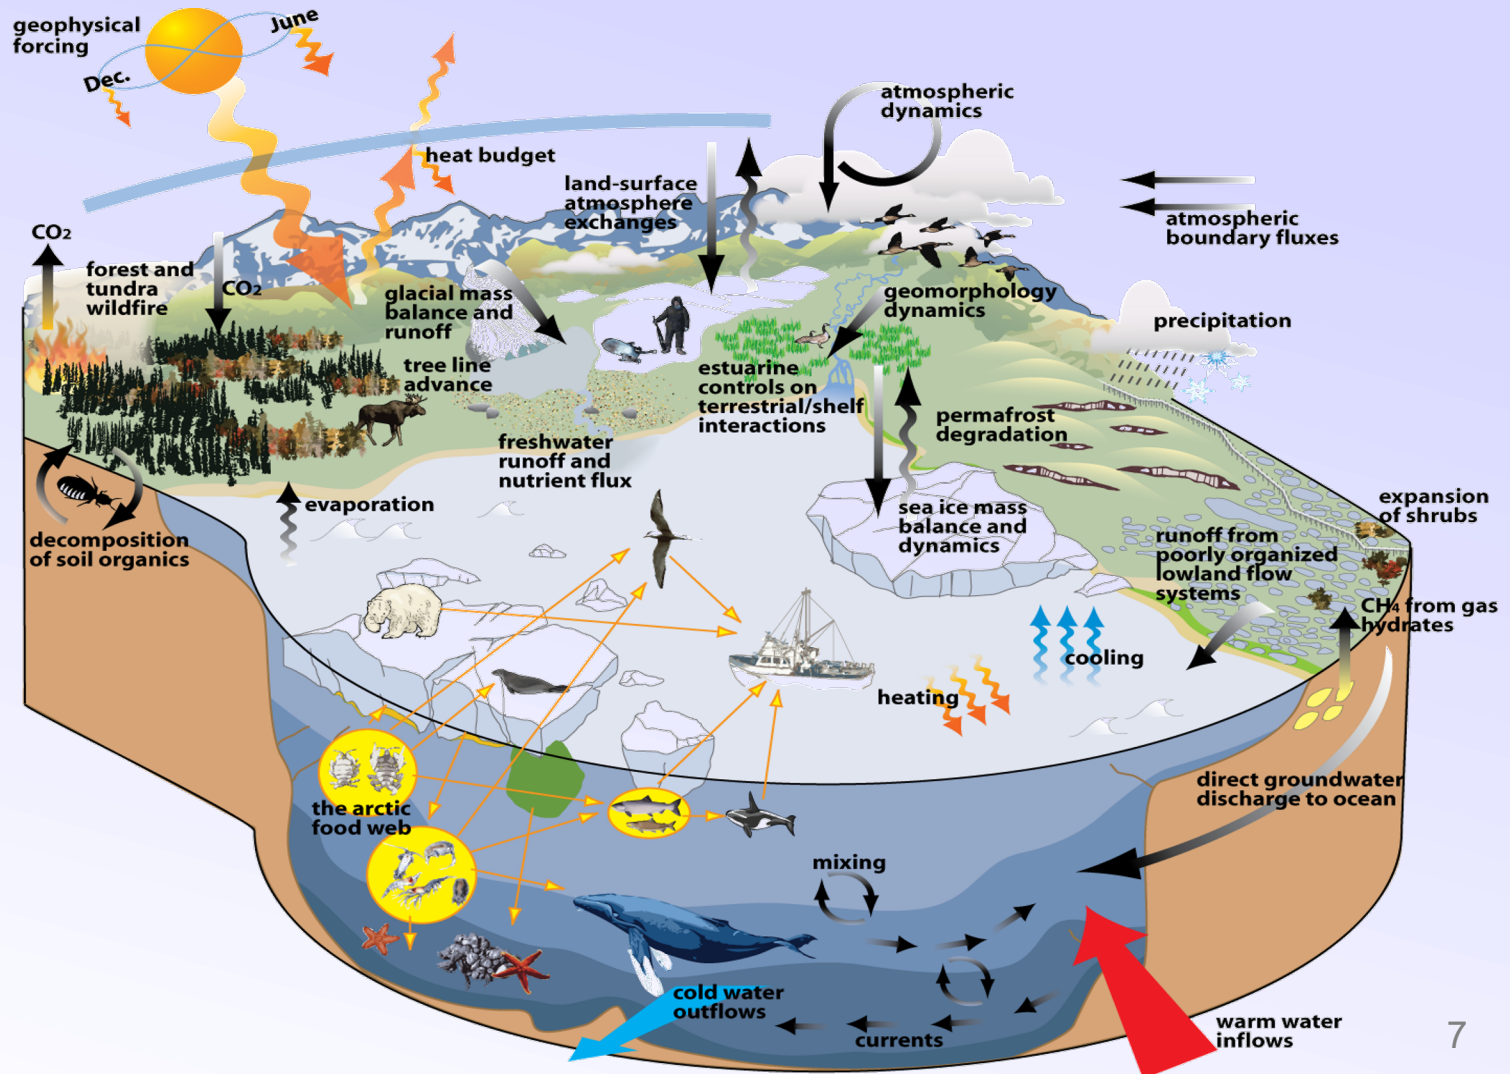 geophysical
forcing
June
Dec.
heat budget
atmospheric
dynamics
land-surface
atmosphere
exchanges
atmospheric
boundary fluxes
CO₂
forest and
tundra
wildfire
CO₂
glacial mass
balance and
runoff
geomorphology
dynamics
precipitation
tree line
advance
estuarine
controls on
terrestrial/shelf
interactions
permafrost
degradation
freshwater
runoff and
nutrient flux
evaporation
sea ice mass
balance and
dynamics
expansion
of shrubs
decomposition
of soil organics
runoff from
poorly organized
lowland flow
systems
CH₄ from gas
hydrates
cooling
heating
direct groundwater
discharge to ocean
the arctic
food web
mixing
cold water
outflows
currents
warm water
inflows
7